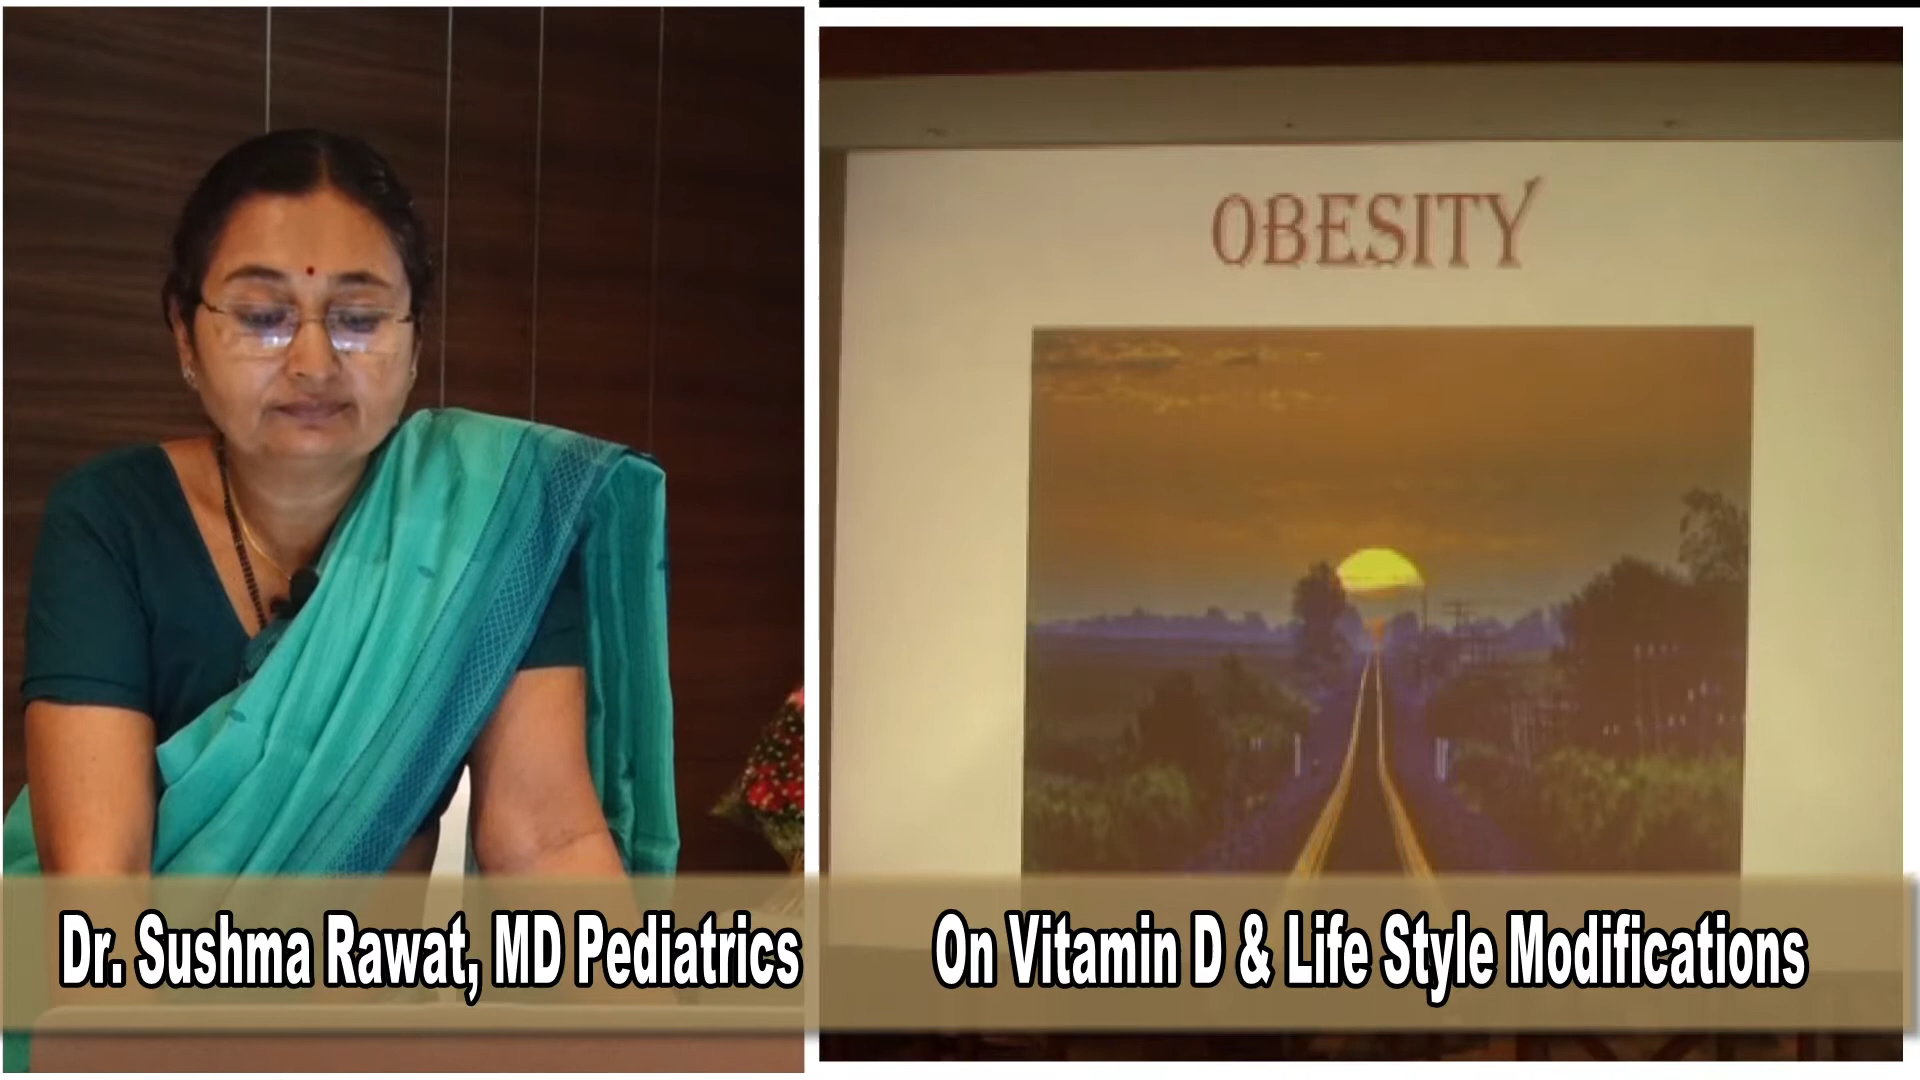 OBESITY
Dr. Sushma Rawat, MD Pediatrics
On Vitamin D & Life Style Modifications